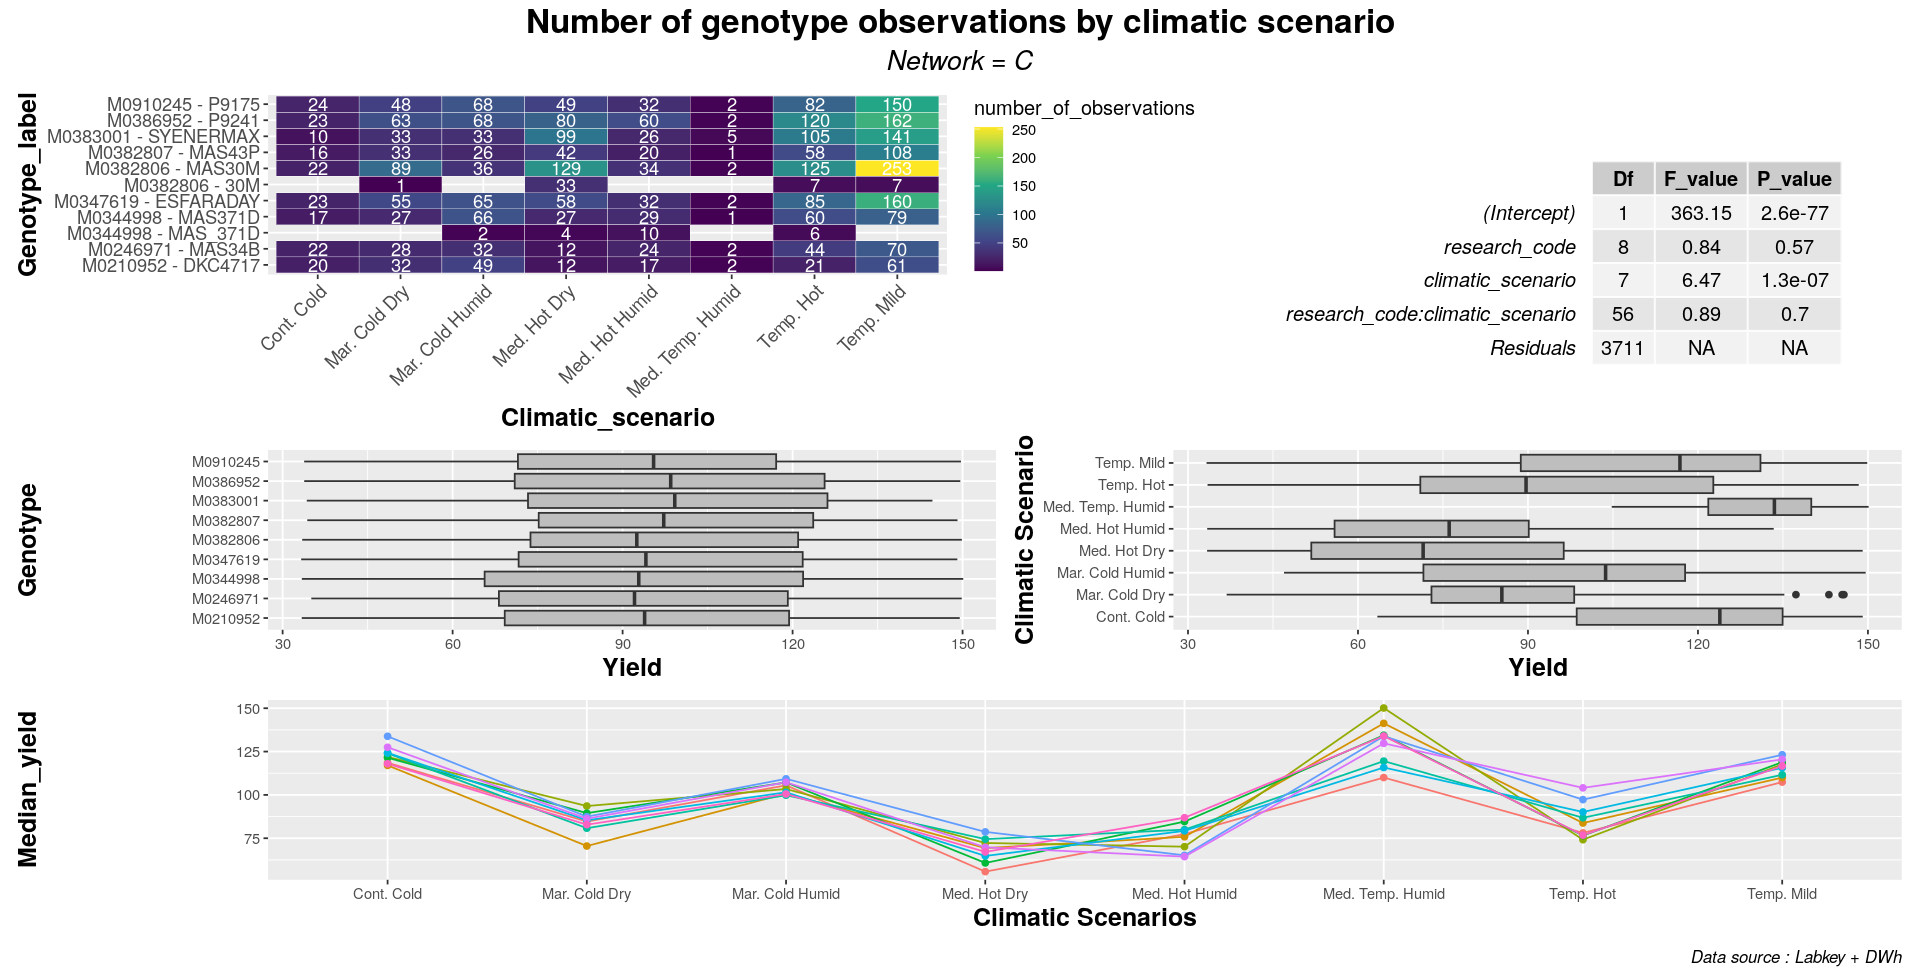 Number of genotype observations by climatic scenario
Network = C
Genotype_label
M0910245 - P9175 24 48 68 49 32 2 82 150
M0386952 - P9241 23 63 68 80 60 2 120 162
M0383001 - SYENERMAX 10 33 33 99 26 5 105 141
M0382807 - MAS43P 16 33 26 42 20 1 58 108
M0382806 - MAS30M 22 89 36 129 34 2 125 253
M0382806 - 30M 1 33 7 7
M0347619 - ESFARADAY 23 55 65 58 32 2 85 160
M0344998 - MAS371D 17 27 66 27 29 1 60 79
M0344998 - MAS_371D 2 4 10 6
M0246971 - MAS34B 22 28 32 12 24 2 44 70
M0210952 - DKC4717 20 32 49 12 17 2 21 61
Cont. Cold
Mar. Cold Dry
Mar. Cold Humid
Med. Hot Dry
Med. Hot Humid
Med. Temp. Humid
Temp. Hot
Temp. Mild
Climatic_scenario
number_of_observations
250
200
150
100
50
Df F_value P_value
(Intercept) 1 363.15 2.6e-77
research_code 8 0.84 0.57
climatic_scenario 7 6.47 1.3e-07
research_code:climatic_scenario 56 0.89 0.7
Residuals 3711 NA NA
Genotype
M0910245
M0386952
M0383001
M0382807
M0382806
M0347619
M0344998
M0246971
M0210952
30 60 90 120 150
Yield
Climatic Scenario
Temp. Mild
Temp. Hot
Med. Temp. Humid
Med. Hot Humid
Med. Hot Dry
Mar. Cold Humid
Mar. Cold Dry
Cont. Cold
30 60 90 120 150
Yield
Median_yield
150
125
100
75
Cont. Cold Mar. Cold Dry Mar. Cold Humid Med. Hot Dry Med. Hot Humid Med. Temp. Humid Temp. Hot Temp. Mild
Climatic Scenarios
Data source : Labkey + DWh